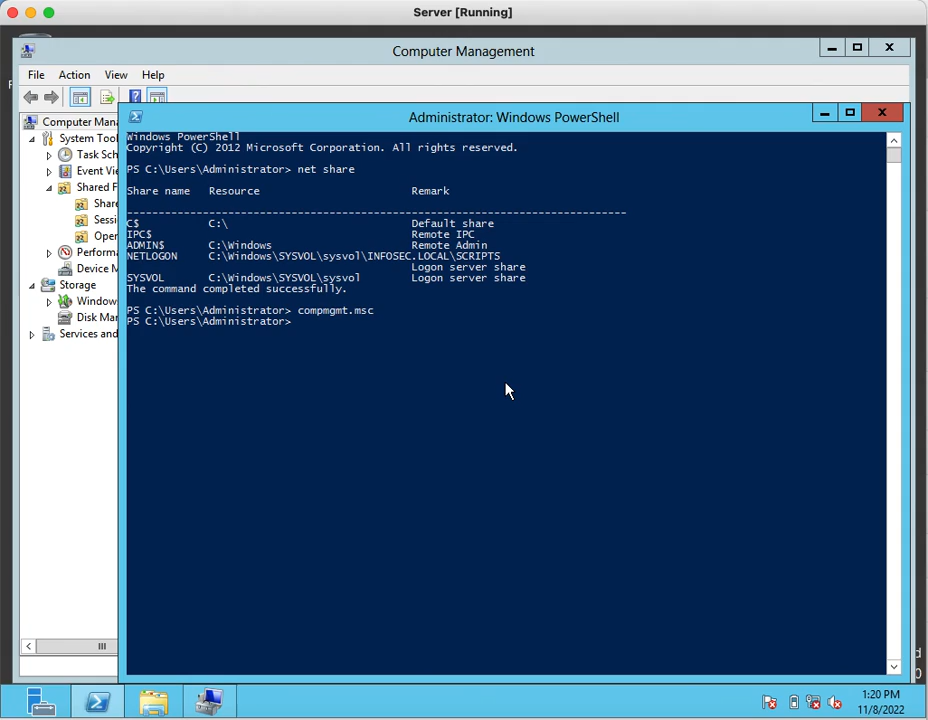 Server [Running]
Computer Management
File Action View Help
Administrator: Windows PowerShell
Computer Mana
System Tool
Task Sch
Event Vie
Shared F
Share
Sessi
Oper
Performa
Device M
Storage
Windows
Disk Mar
Services and
Windows PowerShell
Copyright (C) 2012 Microsoft Corporation. All rights reserved.
PS C:\Users\Administrator> net share
Share name Resource Remark
-------------------------------------------------------------------------------
C$ C:\ Default share
IPC$ Remote IPC
ADMIN$ C:\Windows Remote Admin
NETLOGON C:\Windows\SYSVOL\sysvol\INFOSEC.LOCAL\SCRIPTS
Logon server share
SYSVOL C:\Windows\SYSVOL\sysvol Logon server share
The command completed successfully.
PS C:\Users\Administrator> compmgmt.msc
PS C:\Users\Administrator>
1:20 PM
11/8/2022